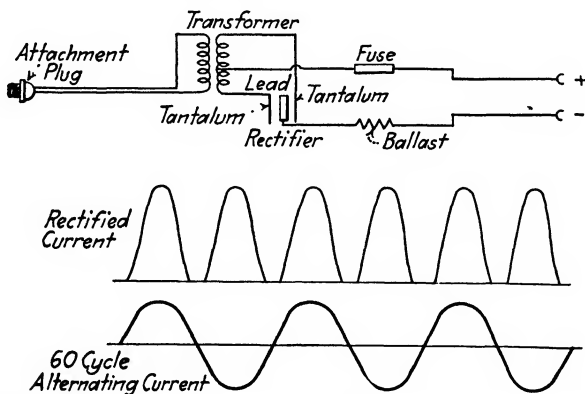 Transformer
Attachment
Plug
Fuse
Lead
Tantalum
Tantalum
Rectifier
Ballast
+
-
Rectified
Current
60 Cycle
Alternating Current